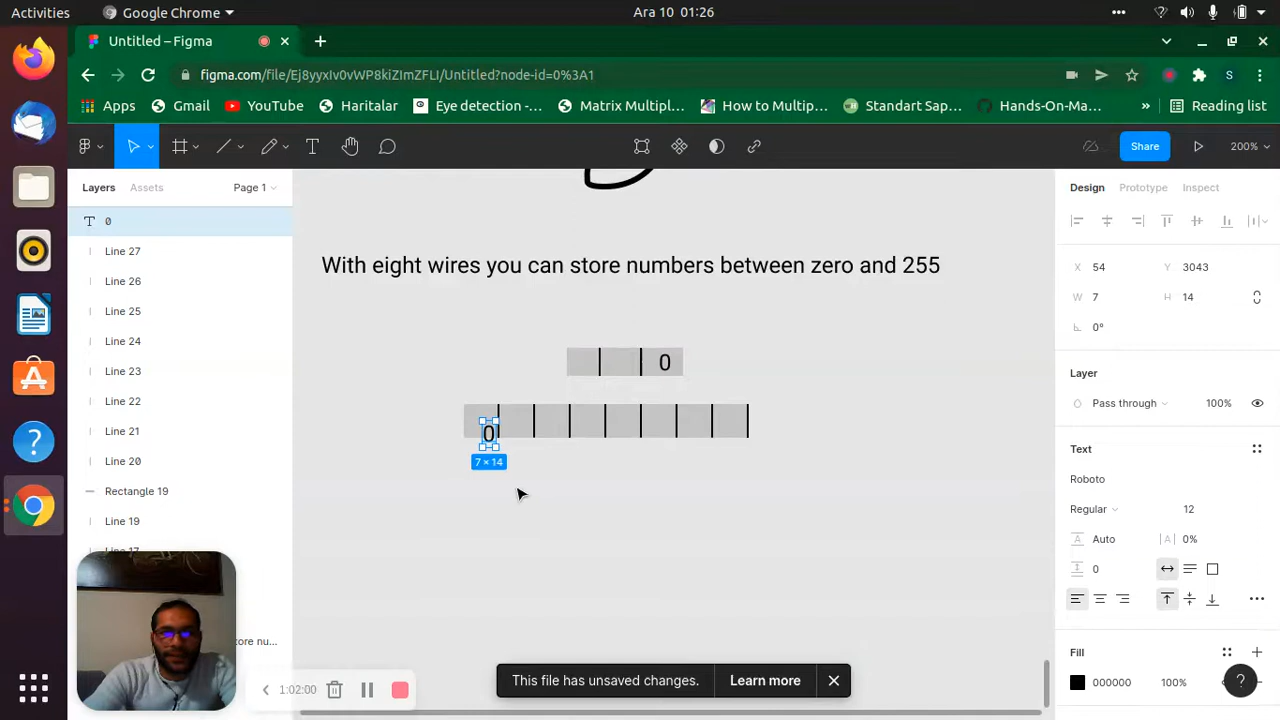 Activities
Google Chrome
Ara 10 01:26
Untitled – Figma
figma.com/file/Ej8yyxIv0vWP8kiZImZFLI/Untitled?node-id=0%3A1
Apps
Gmail
YouTube
Haritalar
Eye detection -...
Matrix Multipl...
How to Multip...
Standart Sap...
Hands-On-Ma...
»
Reading list
S
Share
200%
Layers
Assets
Page 1
0
Line 27
Line 26
Line 25
Line 24
Line 23
Line 22
Line 21
Line 20
Rectangle 19
Line 19
Line 17
ore nu...
1:02:00
With eight wires you can store numbers between zero and 255
0
0
7 × 14
This file has unsaved changes.
Learn more
Design
Prototype
Inspect
X 54
Y 3043
W 7
H 14
0°
Layer
Pass through
100%
Text
Roboto
Regular
12
A Auto
|A| 0%
0
Fill
000000
100%
?